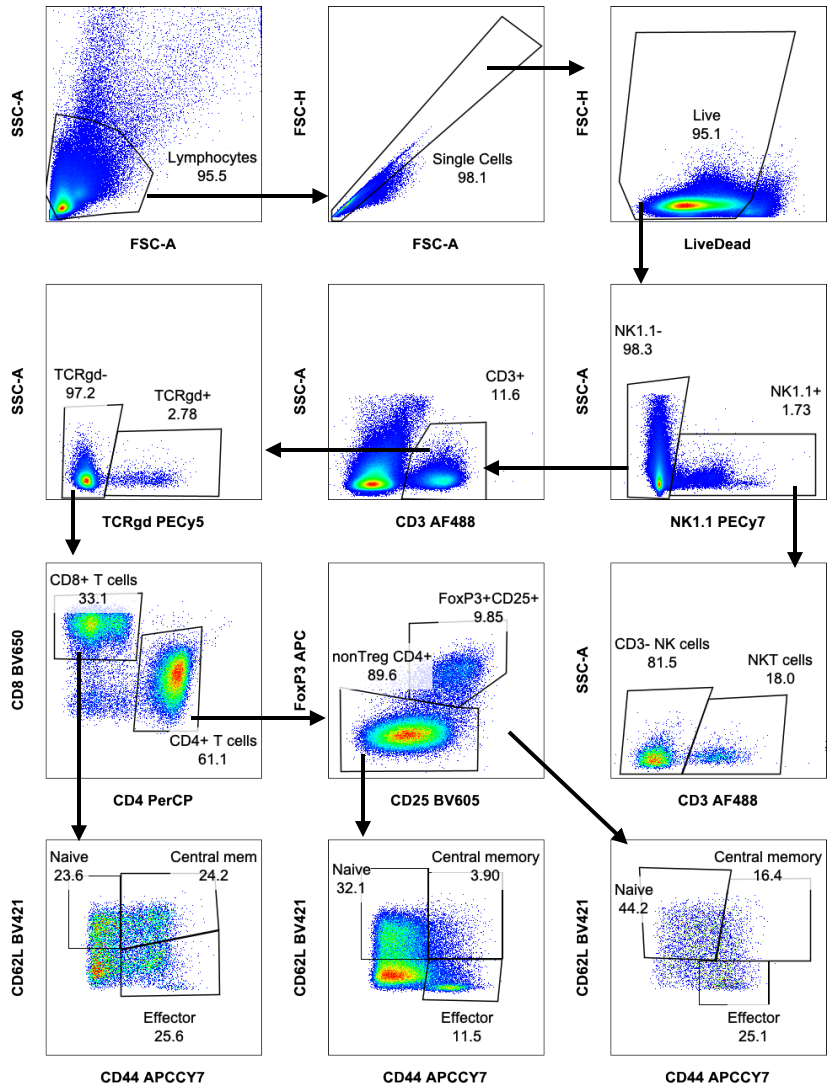 SSC-A
Lymphocytes
95.5
FSC-A
FSC-H
Single Cells
98.1
FSC-A
FSC-H
Live
95.1
LiveDead
SSC-A
TCRgd-
97.2
TCRgd+
2.78
TCRgd PECy5
SSC-A
CD3+
11.6
CD3 AF488
SSC-A
NK1.1-
98.3
NK1.1+
1.73
NK1.1 PECy7
CD8 BV650
CD8+ T cells
33.1
CD4+ T cells
61.1
CD4 PerCP
FoxP3 APC
FoxP3+CD25+
9.85
nonTreg CD4+
89.6
CD25 BV605
SSC-A
CD3- NK cells
81.5
NKT cells
18.0
CD3 AF488
CD62L BV421
Naive
23.6
Central mem
24.2
Effector
25.6
CD44 APCCY7
CD62L BV421
Naive
32.1
Central memory
3.90
Effector
11.5
CD44 APCCY7
CD62L BV421
Naive
44.2
Central memory
16.4
Effector
25.1
CD44 APCCY7